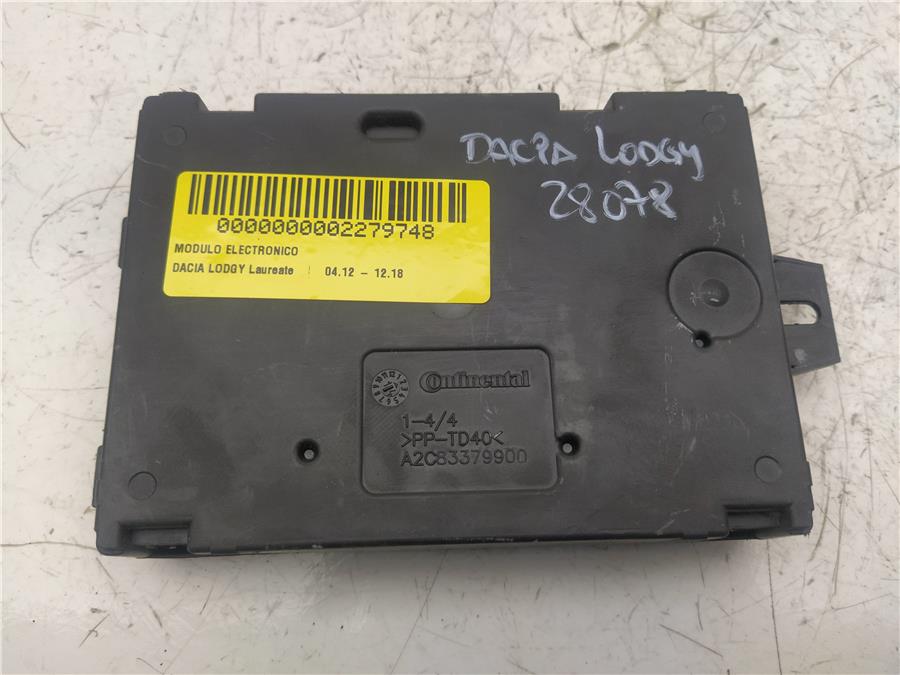 DACIA LODGY
28078
0000000002279748
MODULO ELECTRONICO
DACIA LODGY Laureate | 04.12 - 12.18
Continental
1-4/4
>PP-TD40<
A2C83379900